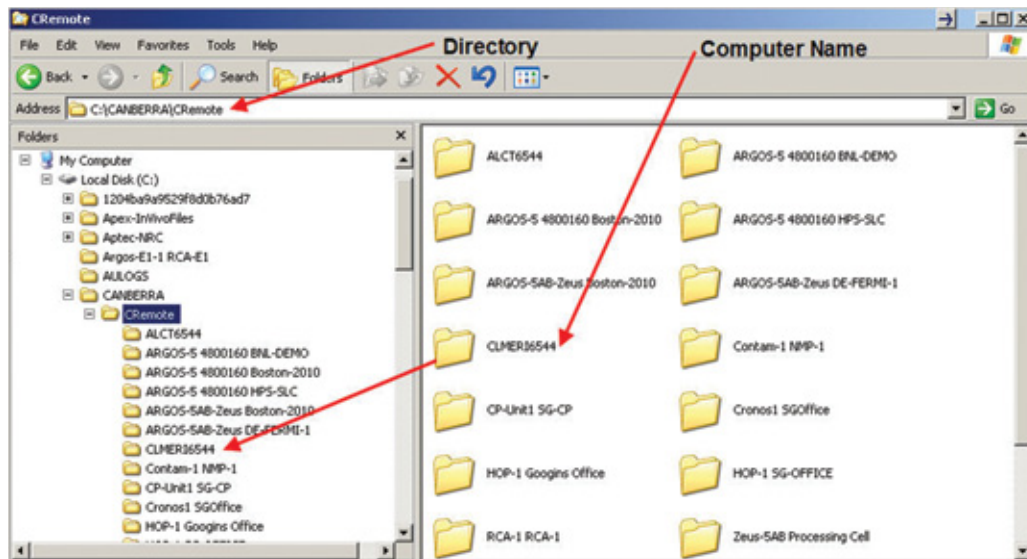 CRemote
File Edit View Favorites Tools Help
Directory
Computer Name
Back Search Folders
Address C:\CANBERRA\CRemote Go
Folders
My Computer
Local Disk (C:)
1204ba9a9529f8d0b76ad7
Apex-InVivoFiles
Aptec-NRC
Argos-E1-1 RCA-E1
AULOGS
CANBERRA
CRemote
ALCT6544
ARGOS-5 4800160 BNL-DEMO
ARGOS-5 4800160 Boston-2010
ARGOS-5 4800160 HPS-SLC
ARGOS-5AB-Zeus Boston-2010
ARGOS-5AB-Zeus DE-FERMI-1
CLMERI6544
Contam-1 NMP-1
CP-Unit1 SG-CP
Cronos1 SGOffice
HOP-1 Googins Office
ALCT6544 ARGOS-5 4800160 BNL-DEMO
ARGOS-5 4800160 Boston-2010 ARGOS-5 4800160 HPS-SLC
ARGOS-5AB-Zeus Boston-2010 ARGOS-5AB-Zeus DE-FERMI-1
CLMERI6544 Contam-1 NMP-1
CP-Unit1 SG-CP Cronos1 SGOffice
HOP-1 Googins Office HOP-1 SG-OFFICE
RCA-1 RCA-1 Zeus-5AB Processing Cell